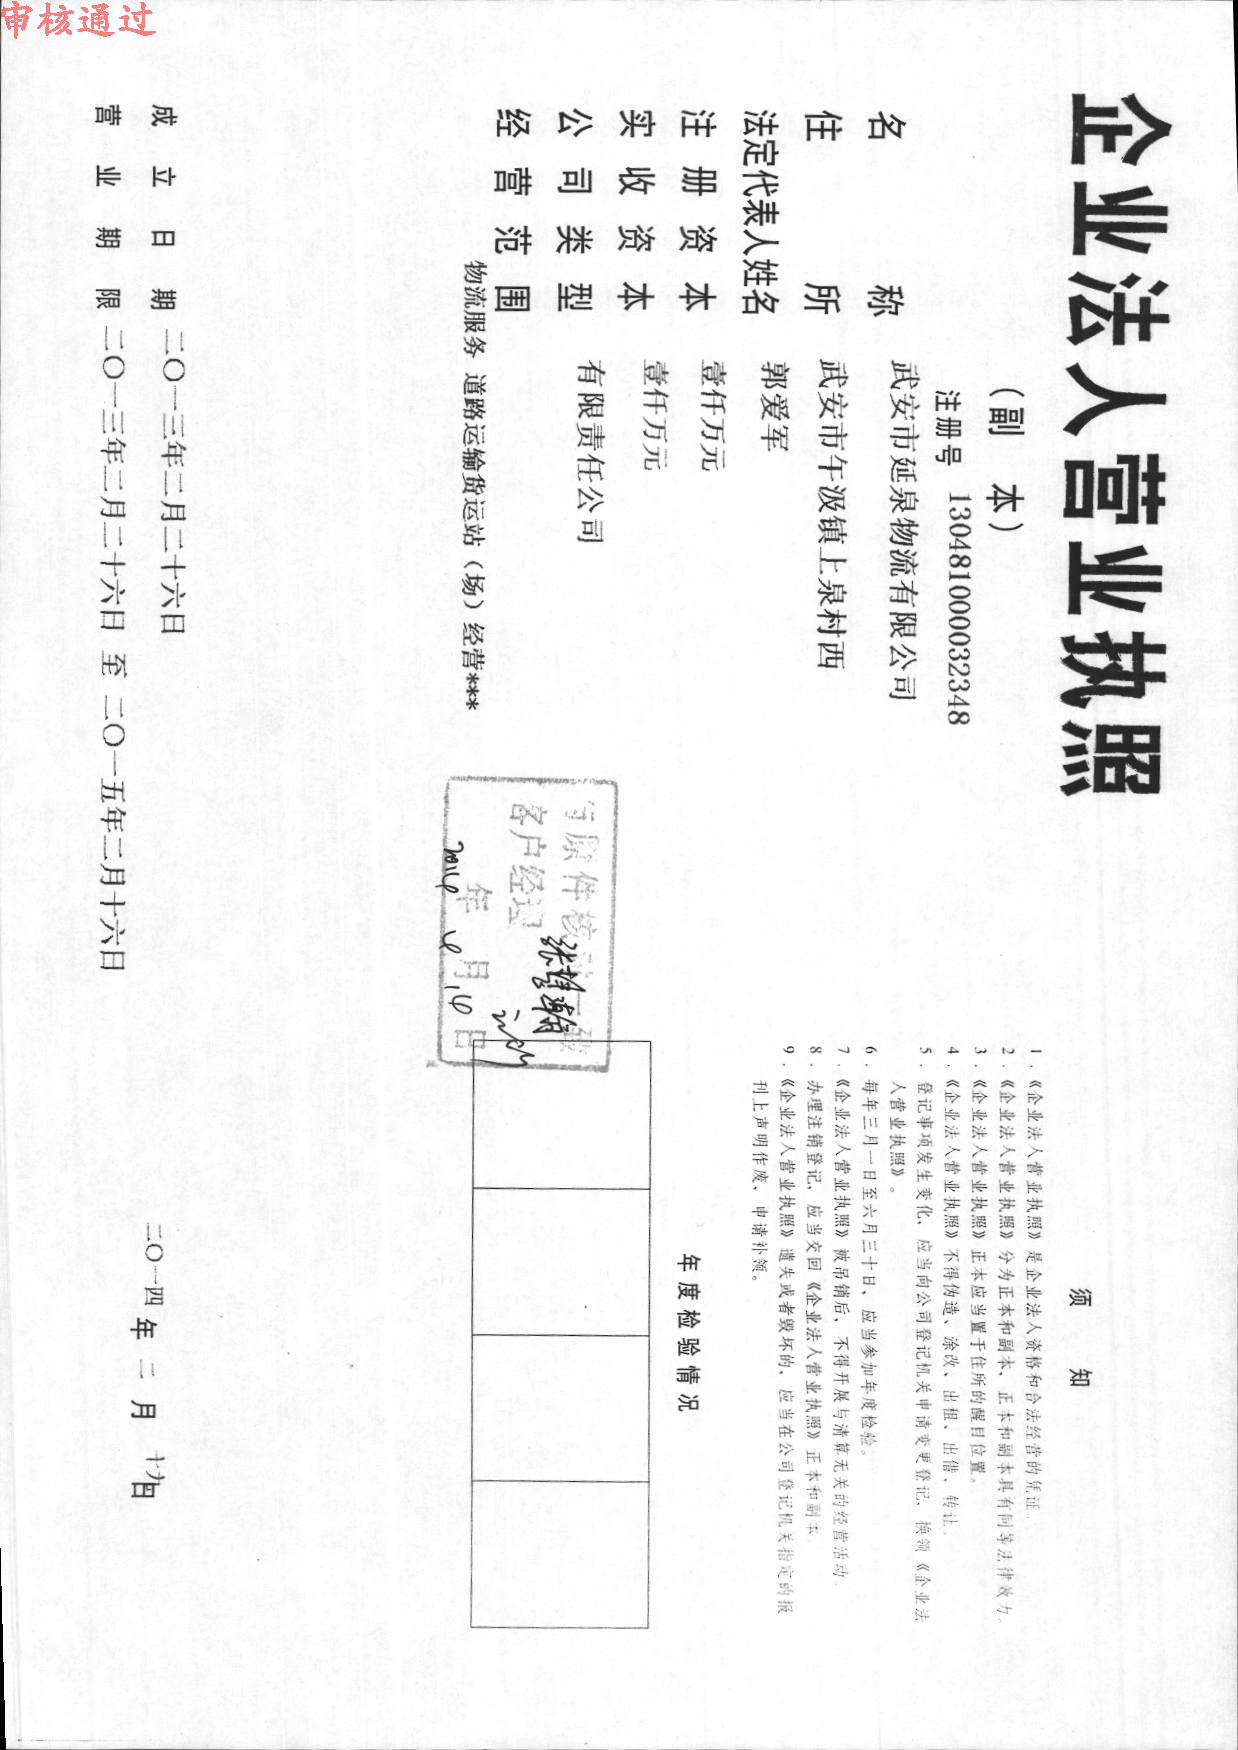 审核通过
企业法人营业执照
（副 本）
注册号 130481000032348
名 称 武安市延泉物流有限公司
住 所 武安市午汲镇上泉村西
法定代表人姓名 郭爱军
注册资本 壹仟万元
实收资本 壹仟万元
公司类型 有限责任公司
经营范围
物流服务 道路运输货运站（场）经营***
成立日期 二〇一三年二月二十六日
营业期限 二〇一三年二月二十六日 至 二〇一五年二月十六日
须 知
1．《企业法人营业执照》是企业法人资格和合法经营的凭证。
2．《企业法人营业执照》分为正本和副本，正本和副本具有同等法律效力。
3．《企业法人营业执照》正本应当置于住所的醒目位置。
4．《企业法人营业执照》不得伪造、涂改、出租、出借、转让。
5．登记事项发生变化，应当向公司登记机关申请变更登记，换领《企业法
人营业执照》。
6．每年三月一日至六月三十日，应当参加年度检验。
7．《企业法人营业执照》被吊销后，不得开展与清算无关的经营活动。
8．办理注销登记，应当交回《企业法人营业执照》正本和副本。
9．《企业法人营业执照》遗失或者毁坏的，应当在公司登记机关指定的报
刊上声明作废，申请补领。
年度检验情况
与原件核对一致
客户经理
2014年6月16日
二〇一四年 二月 十九日